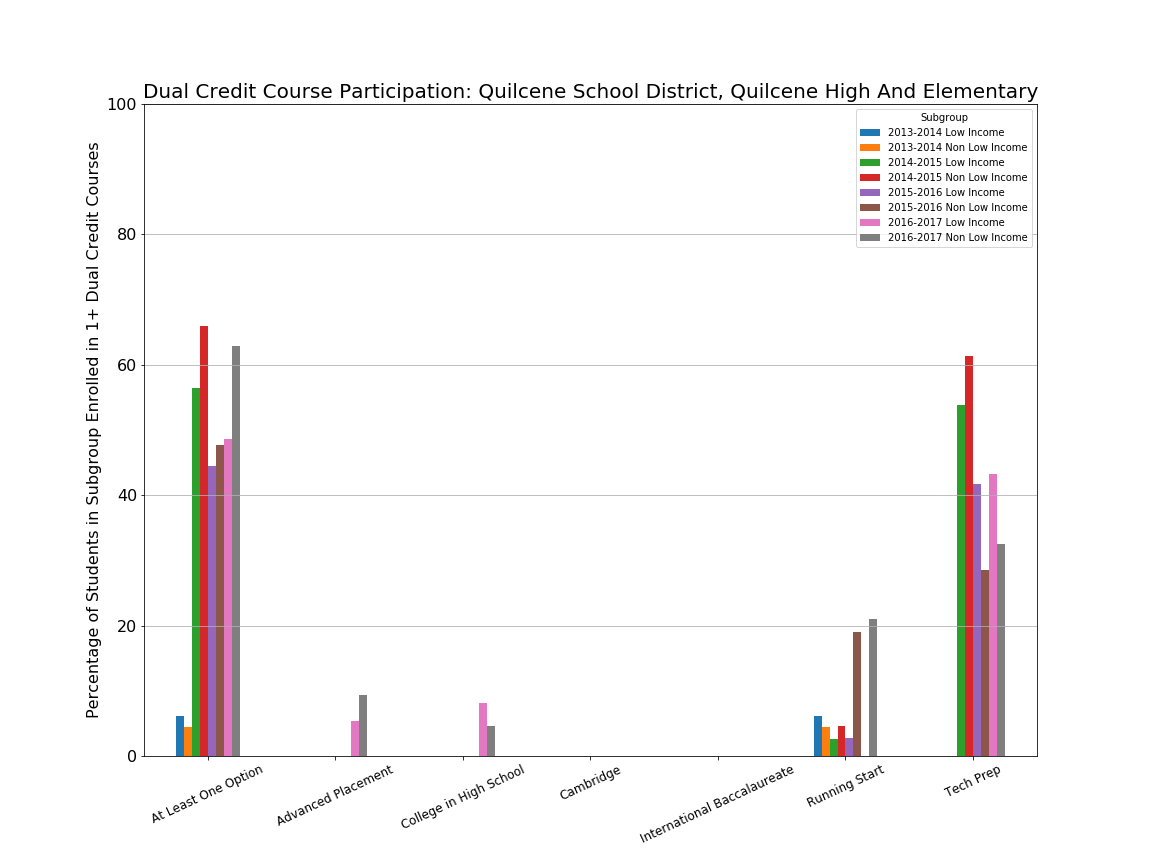 Dual Credit Course Participation: Quilcene School District, Quilcene High And Elementary
Percentage of Students in Subgroup Enrolled in 1+ Dual Credit Courses
100
80
60
40
20
0
Subgroup
2013-2014 Low Income
2013-2014 Non Low Income
2014-2015 Low Income
2014-2015 Non Low Income
2015-2016 Low Income
2015-2016 Non Low Income
2016-2017 Low Income
2016-2017 Non Low Income
At Least One Option
Advanced Placement
College in High School
Cambridge
International Baccalaureate
Running Start
Tech Prep